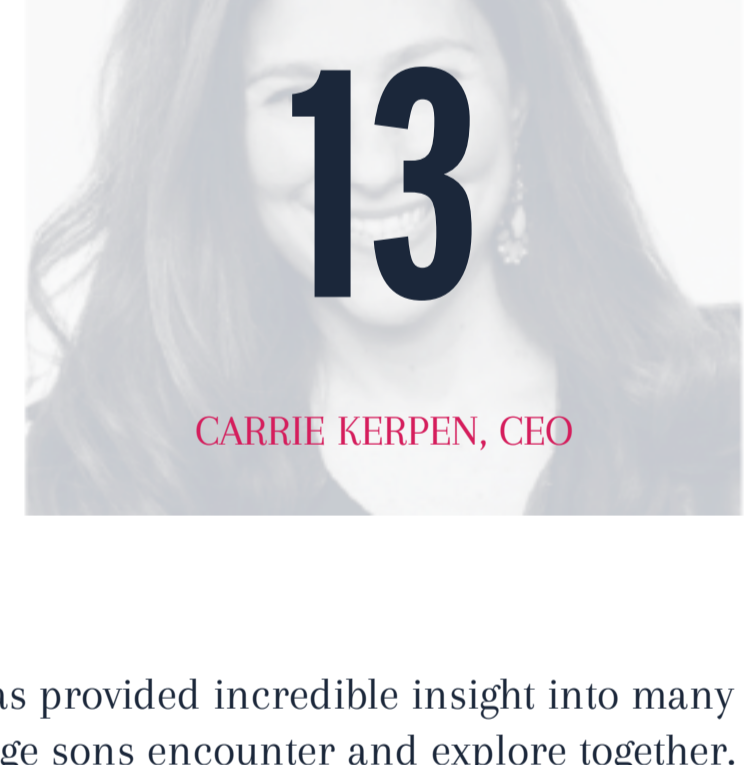 13
CARRIE KERPEN, CEO
provided incredible insight into many
sons encounter and explore together.